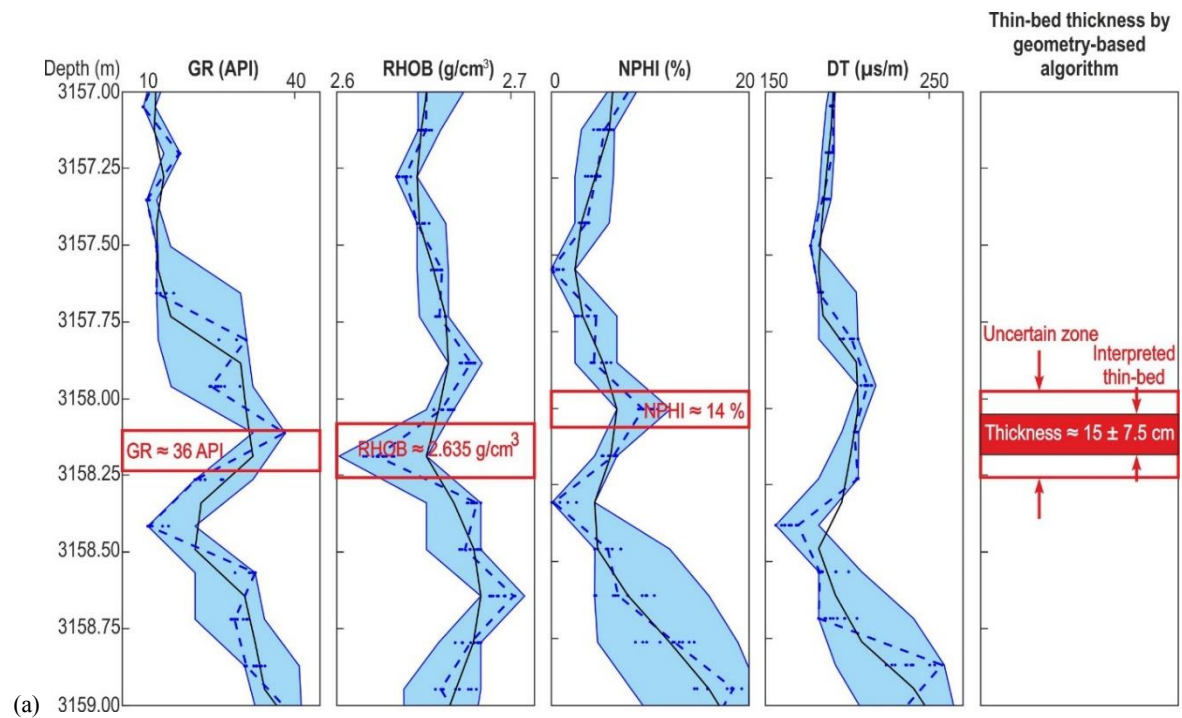 Thin-bed thickness by
geometry-based
algorithm
Depth (m)
GR (API)
10 40
RHOB (g/cm³)
2.6 2.7
NPHI (%)
0 20
DT (µs/m)
150 250
3157.00
3157.25
3157.50
3157.75
3158.00
3158.25
3158.50
3158.75
3159.00
GR ≈ 36 API
RHOB ≈ 2.635 g/cm³
NPHI ≈ 14 %
Uncertain zone
Interpreted
thin-bed
Thickness ≈ 15 ± 7.5 cm
(a)